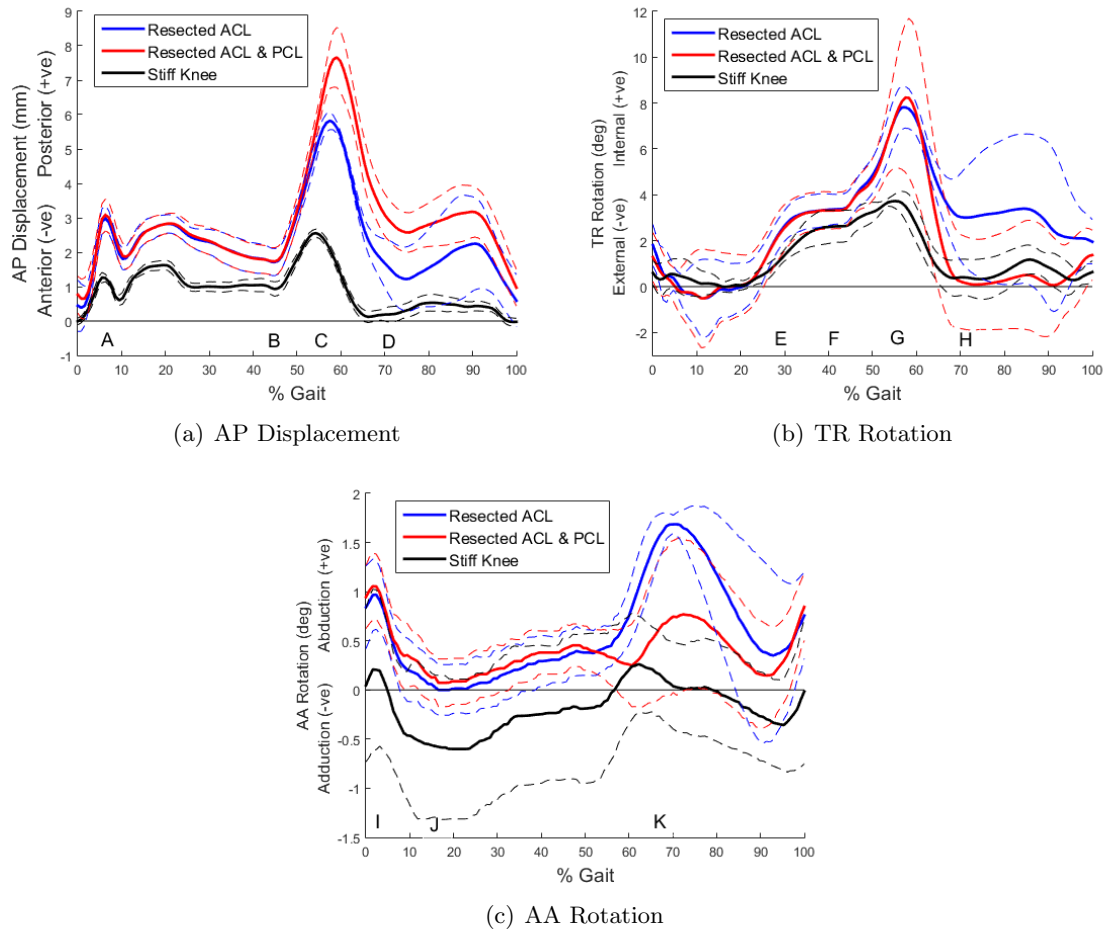 Resected ACL
Resected ACL & PCL
Stiff Knee
AP Displacement (mm)
Anterior (-ve) Posterior (+ve)
9
8
7
6
5
4
3
2
1
0
-1
A B C D
0 10 20 30 40 50 60 70 80 90 100
% Gait
(a) AP Displacement
Resected ACL
Resected ACL & PCL
Stiff Knee
TR Rotation (deg)
External (-ve) Internal (+ve)
12
10
8
6
4
2
0
-2
E F G H
0 10 20 30 40 50 60 70 80 90 100
% Gait
(b) TR Rotation
Resected ACL
Resected ACL & PCL
Stiff Knee
AA Rotation (deg)
Adduction (-ve) Abduction (+ve)
2
1.5
1
0.5
0
-0.5
-1
-1.5
I J K
0 10 20 30 40 50 60 70 80 90 100
% Gait
(c) AA Rotation